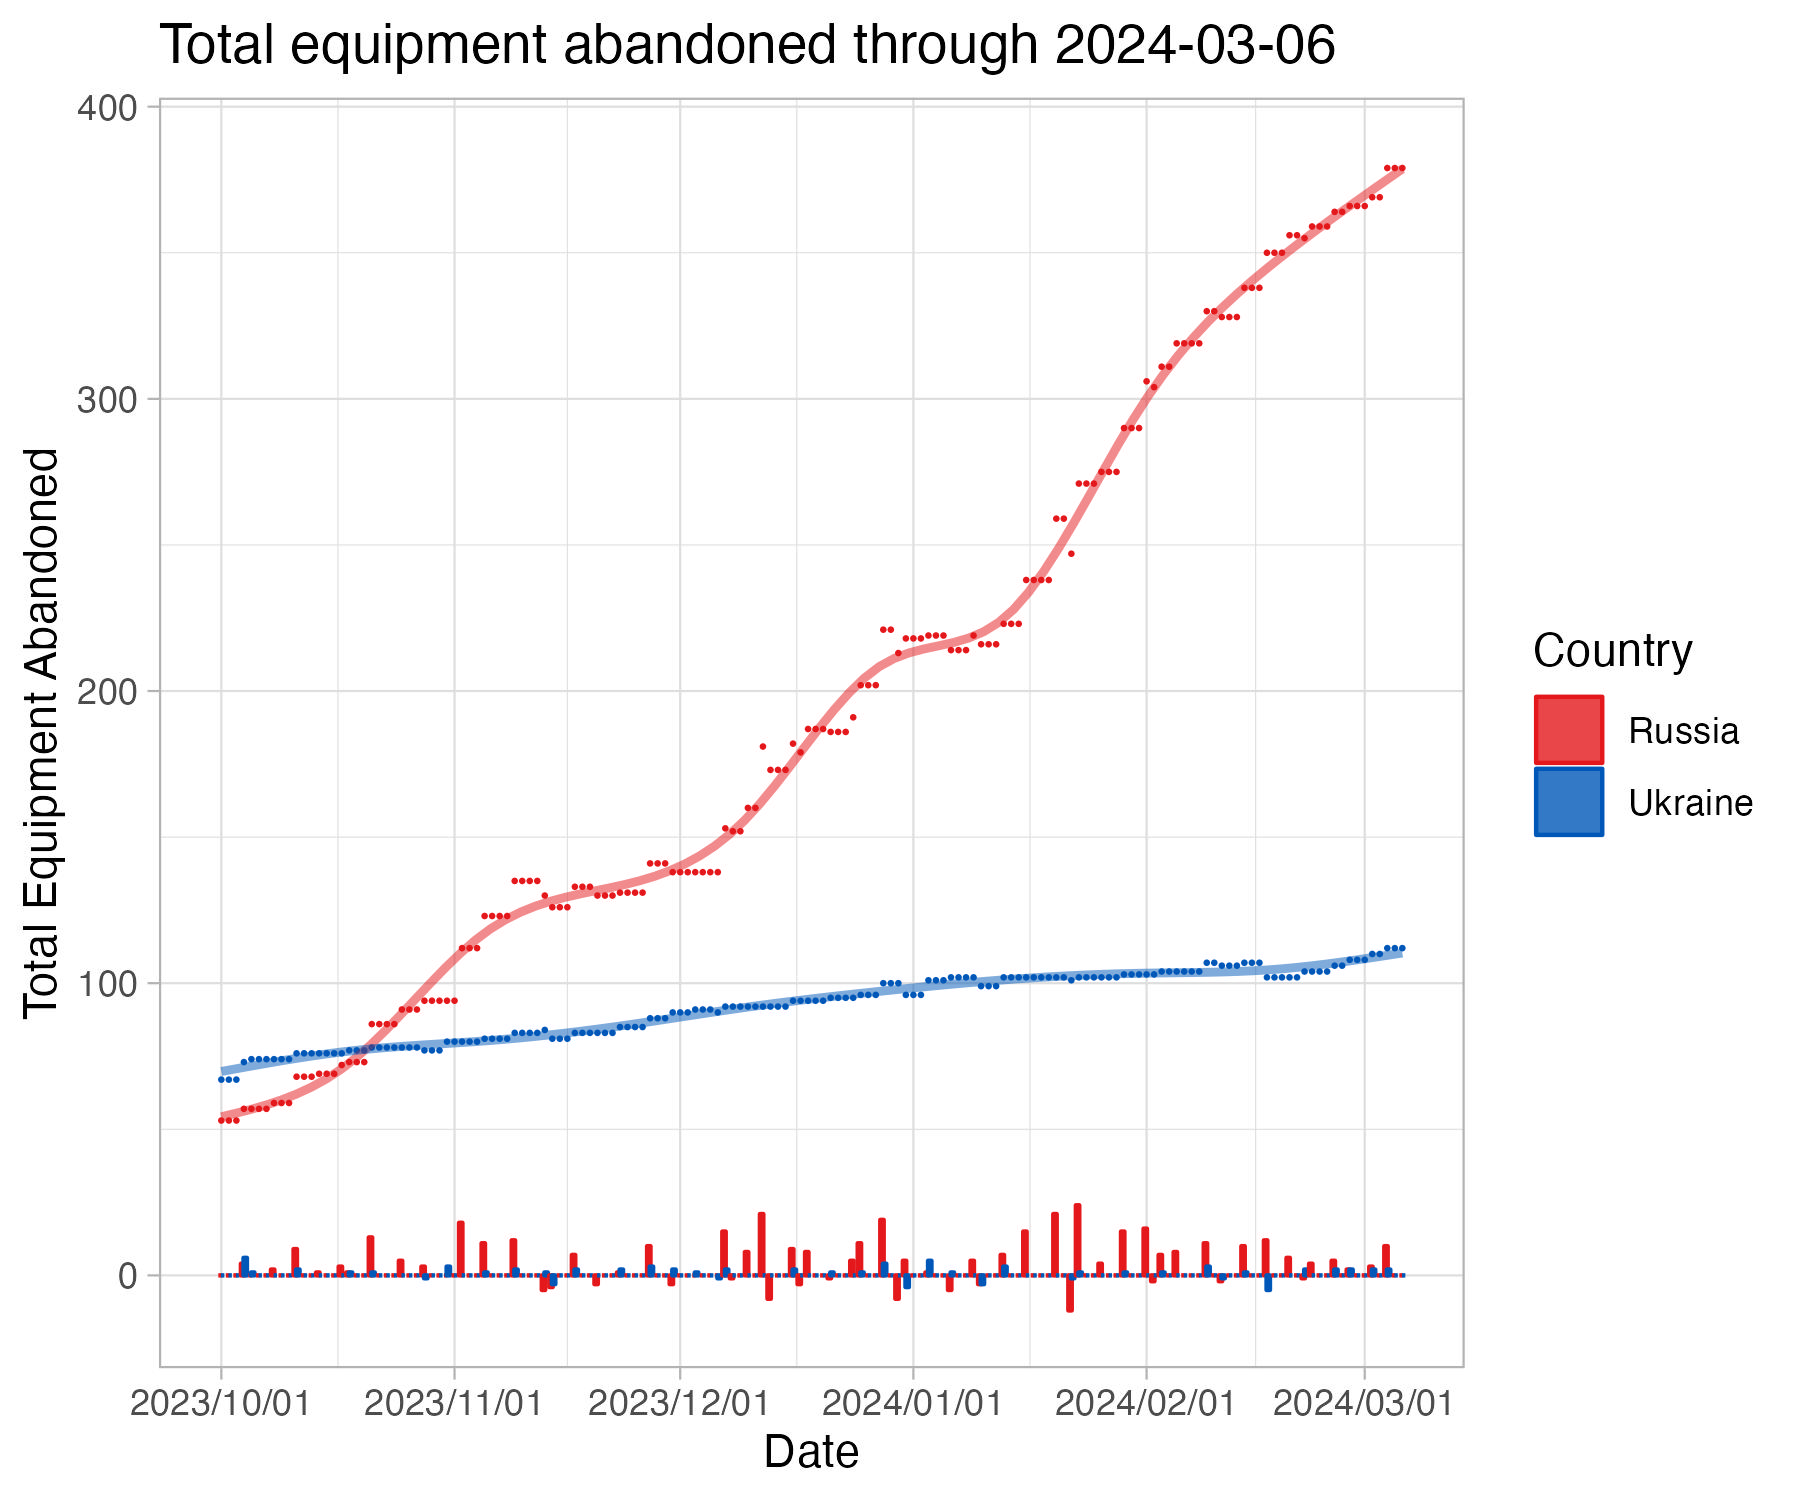 Total equipment abandoned through 2024-03-06
Total Equipment Abandoned
400
300
200
100
0
2023/10/01
2023/11/01
2023/12/01
2024/01/01
2024/02/01
2024/03/01
Date
Country
Russia
Ukraine